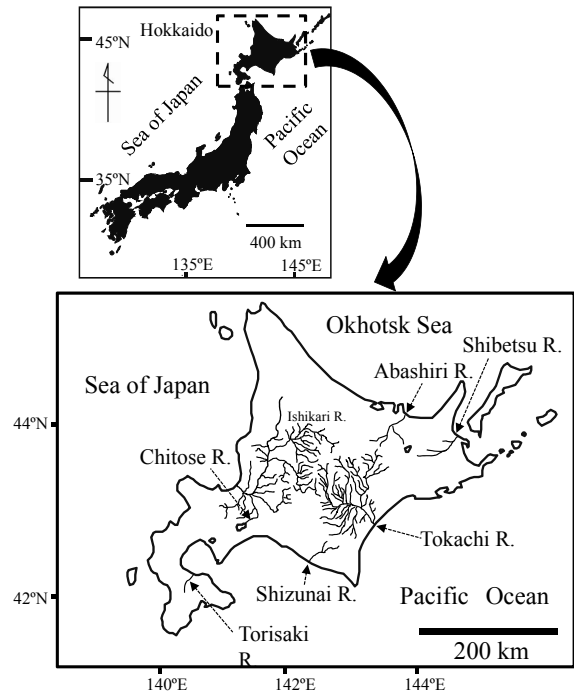 Hokkaido
45ºN
Sea of Japan
Pacific
Ocean
35ºN
400 km
135ºE
145ºE
Okhotsk Sea
Shibetsu R.
Abashiri R.
Sea of Japan
44ºN
Ishikari R.
Chitose R.
Tokachi R.
Shizunai R.
42ºN
Pacific Ocean
Torisaki
R
200 km
140ºE
142ºE
144ºE